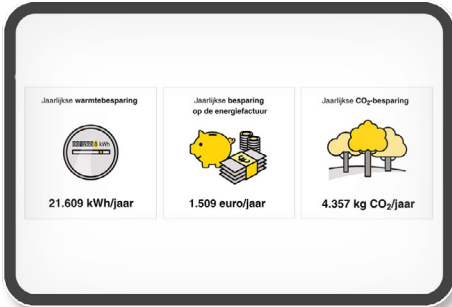 Jaarlijkse warmtebesparing
kWh
21.609 kWh/jaar
Jaarlijkse besparing
op de energiefactuur
1.509 euro/jaar
Jaarlijkse CO₂-besparing
4.357 kg CO₂/jaar